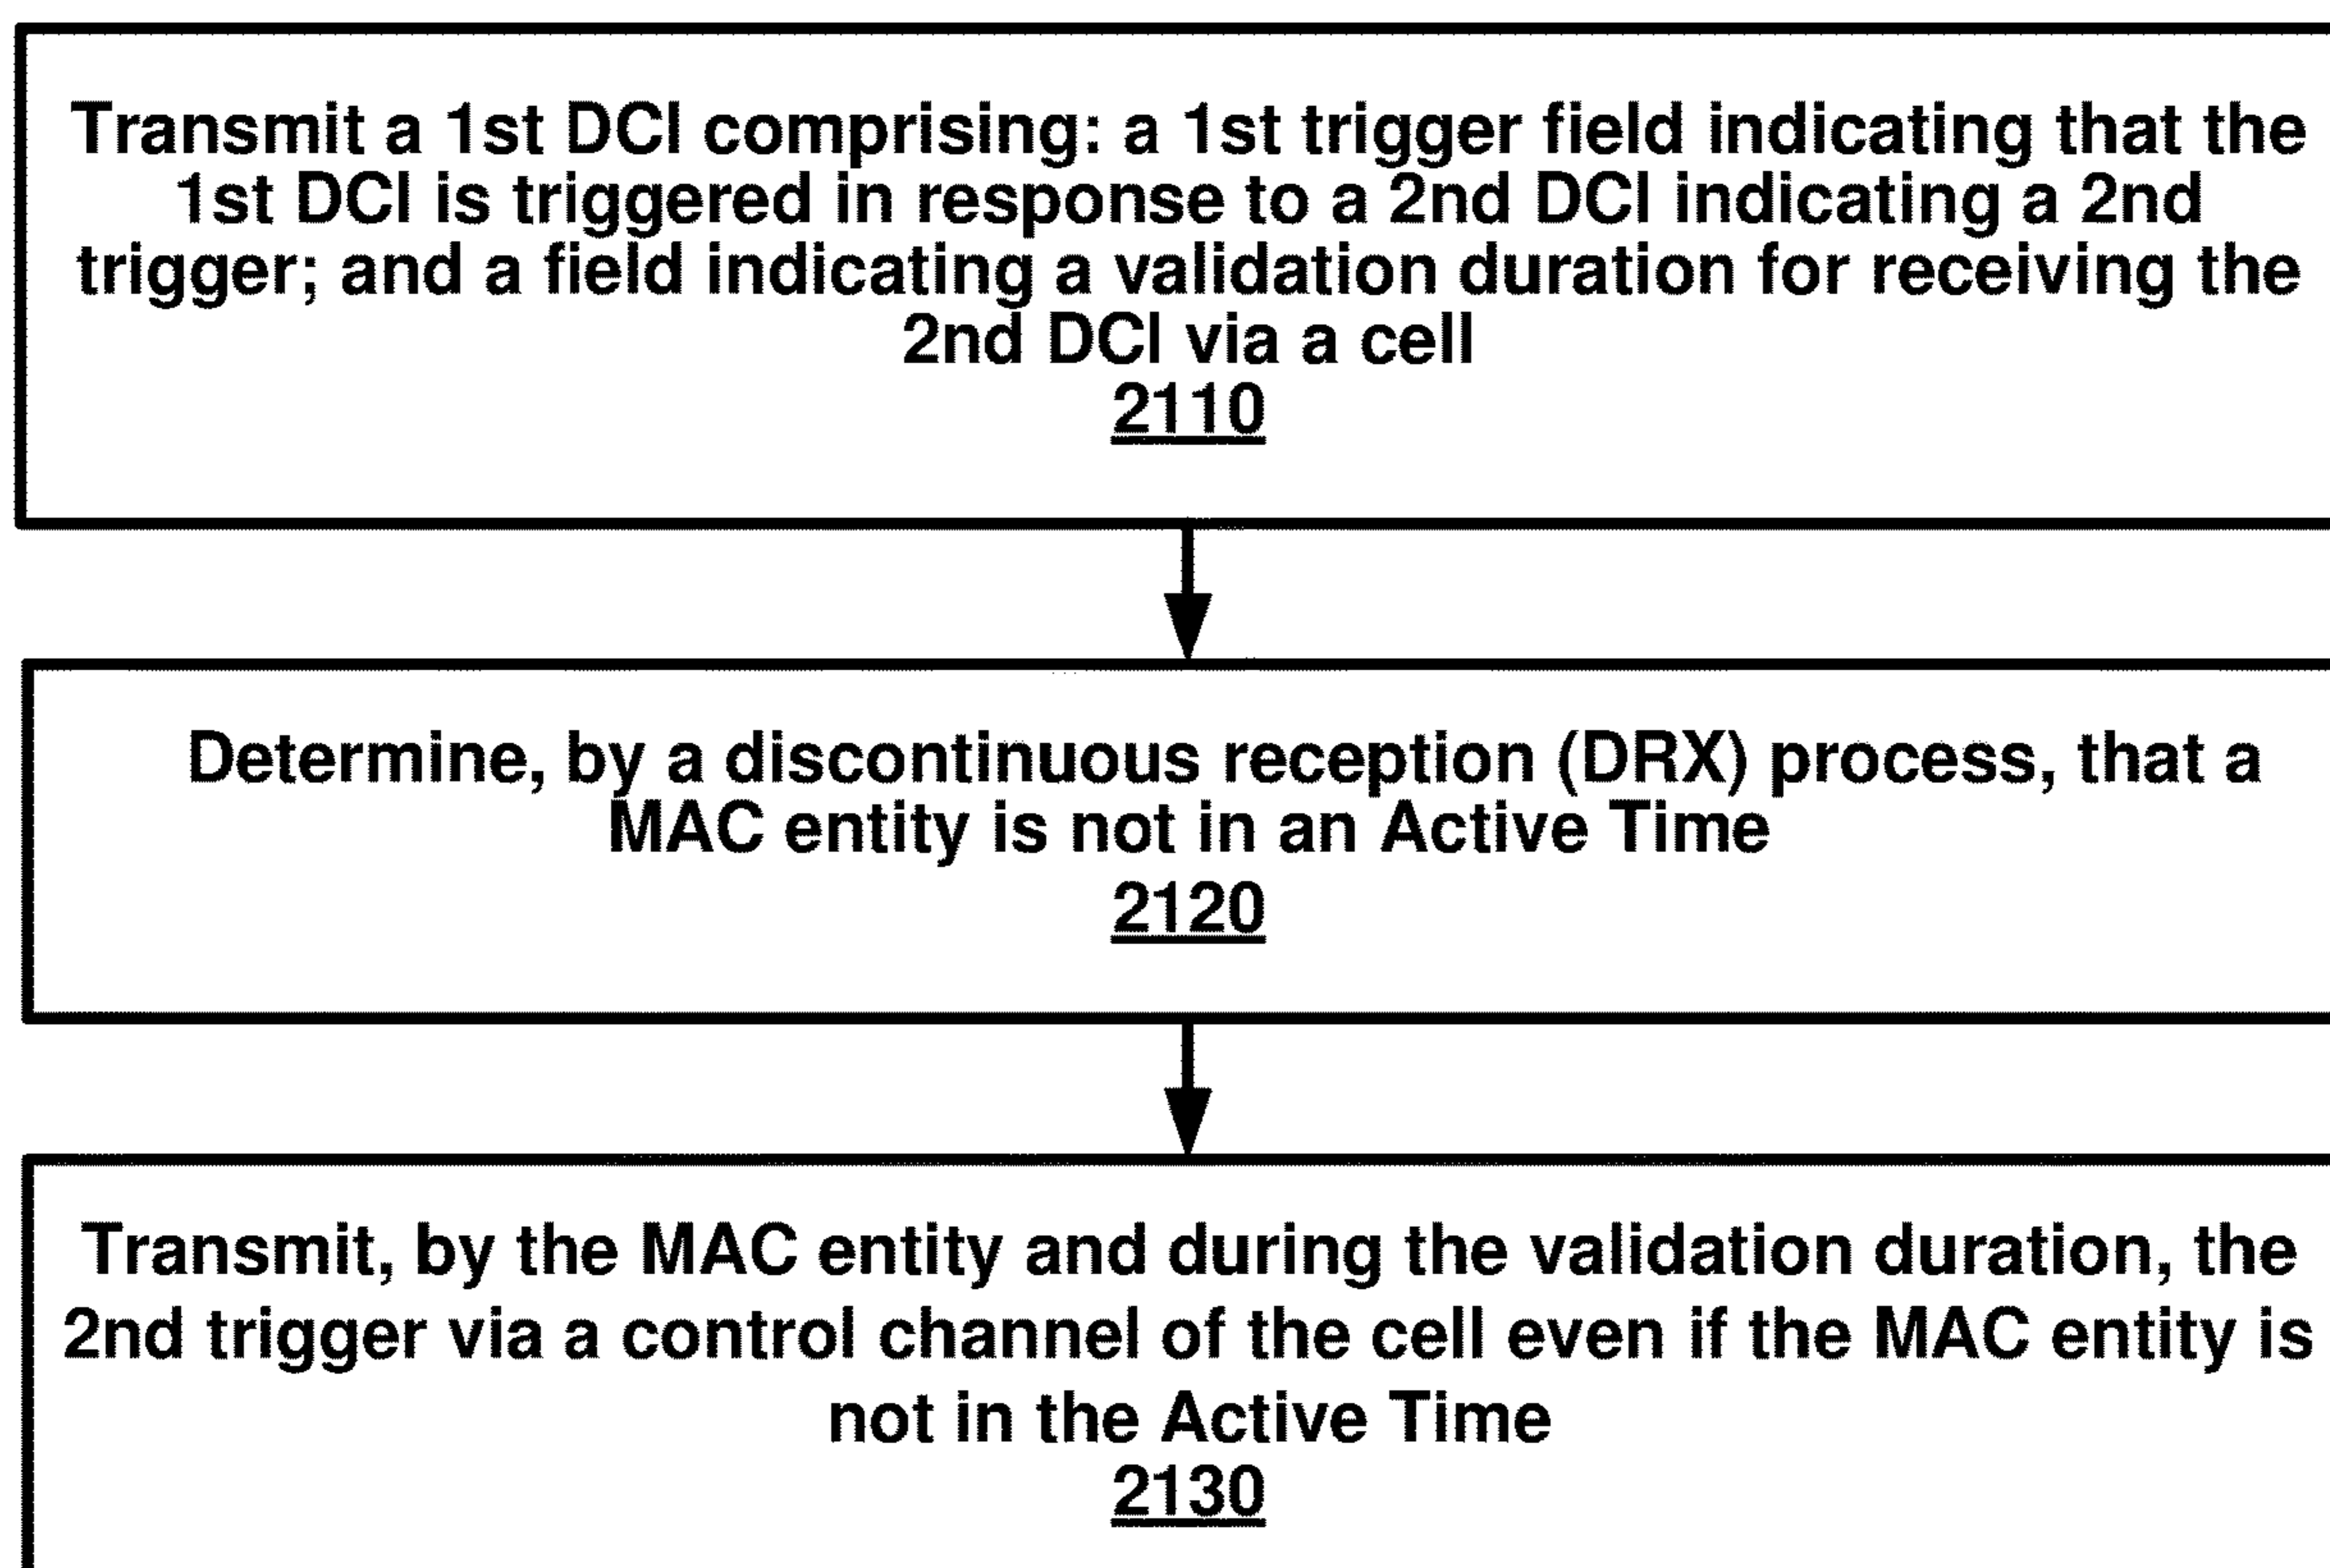 Transmit a 1st DCI comprising: a 1st trigger field indicating that the
1st DCI is triggered in response to a 2nd DCI indicating a 2nd
trigger; and a field indicating a validation duration for receiving the
2nd DCI via a cell
2110
Determine, by a discontinuous reception (DRX) process, that a
MAC entity is not in an Active Time
2120
Transmit, by the MAC entity and during the validation duration, the
2nd trigger via a control channel of the cell even if the MAC entity is
not in the Active Time
2130